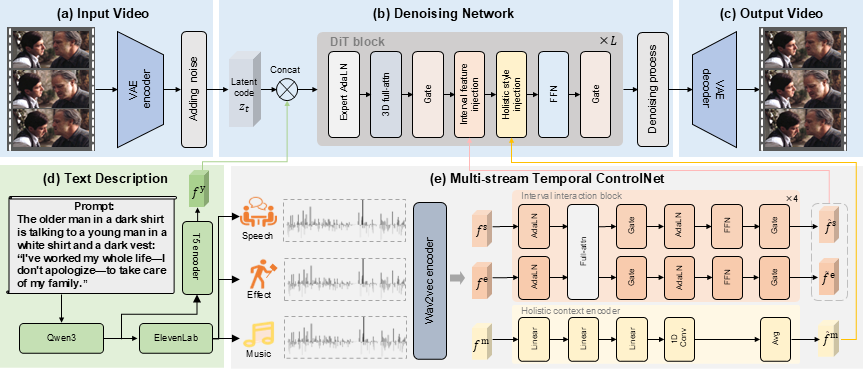 (a) Input Video
VAE encoder
Adding noise
(b) Denoising Network
Latent
code
z_t
Concat
DiT block
×L
Expert AdaLN
3D full-attn
Gate
Interval feature
injection
Holistic style
injection
FFN
Gate
Denoising process
(c) Output Video
VAE
decoder
(d) Text Description
f^y
Prompt:
The older man in a dark shirt
is talking to a young man in a
white shirt and a dark vest:
“I've worked my whole life—I
don't apologize—to take care
of my family.”
T5 encoder
Qwen3
ElevenLab
(e) Multi-stream Temporal ControlNet
Speech
Effect
Music
Wav2vec encoder
Interval interaction block
×4
f^s
AdaLN
Full-attn
Gate
AdaLN
FFN
Gate
f̂^s
f^e
AdaLN
Gate
AdaLN
FFN
Gate
f̂^e
Holistic context encoder
f^m
Linear
Linear
Linear
1D
Conv
Avg
f̂^m